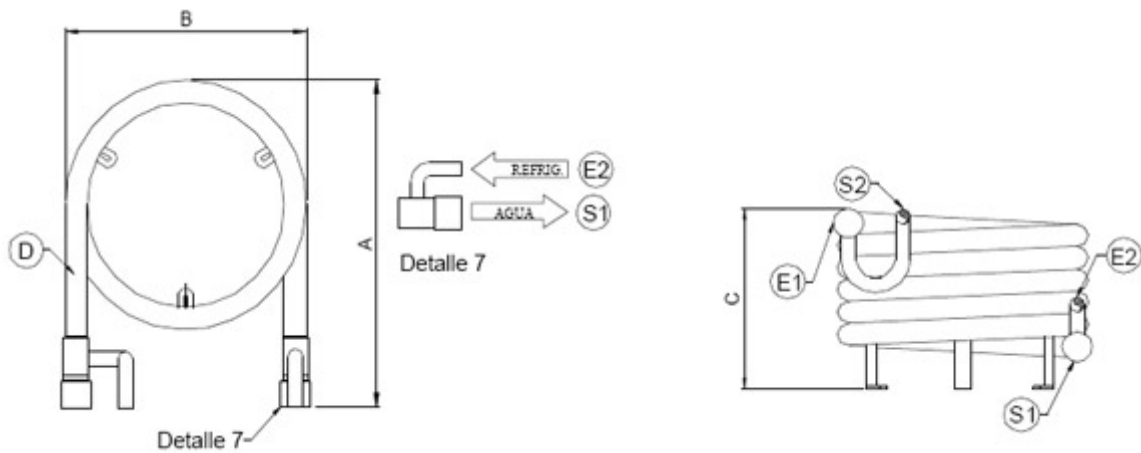 B
A
D
REFRIG.
E2
AGUA
S1
Detalle 7
Detalle 7
S2
E1
C
E2
S1